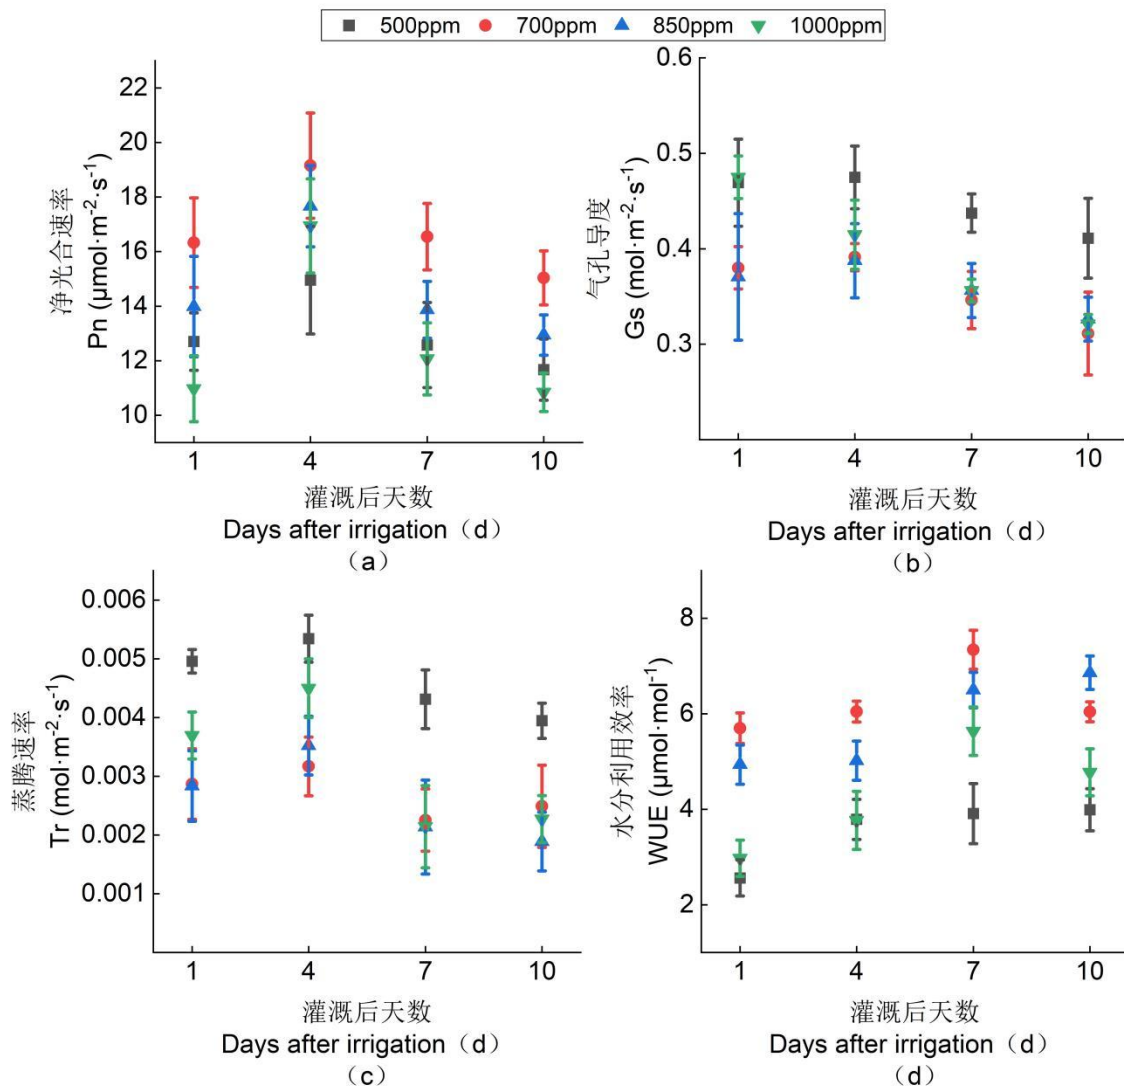 500ppm 700ppm 850ppm 1000ppm
净光合速率
Pn (μmol·m⁻²·s⁻¹)
22
20
18
16
14
12
10
1 4 7 10
灌溉后天数
Days after irrigation（d）
（a）
气孔导度
Gs (mol·m⁻²·s⁻¹)
0.6
0.5
0.4
0.3
1 4 7 10
灌溉后天数
Days after irrigation（d）
（b）
蒸腾速率
Tr (mol·m⁻²·s⁻¹)
0.006
0.005
0.004
0.003
0.002
0.001
1 4 7 10
灌溉后天数
Days after irrigation（d）
（c）
水分利用效率
WUE (μmol·mol⁻¹)
8
6
4
2
1 4 7 10
灌溉后天数
Days after irrigation（d）
（d）